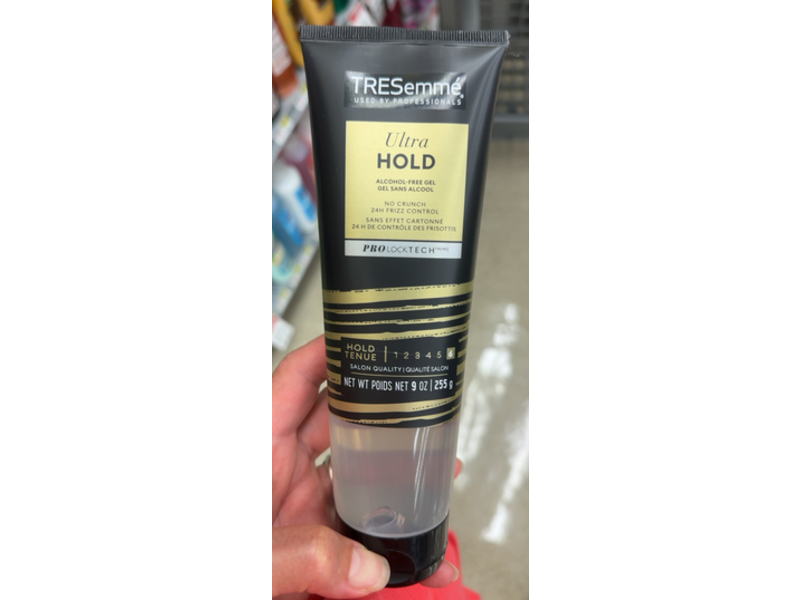 TRESemmé
USED BY PROFESSIONALS
Ultra
HOLD
ALCOHOL-FREE GEL
GEL SANS ALCOOL
NO CRUNCH
24H FRIZZ CONTROL
SANS EFFET CARTONNÉ
24 H DE CONTRÔLE DES FRISOTTIS
PRO LOCK TECH
HOLD
TENUE
1 2 3 4 5 6
SALON QUALITY | QUALITÉ SALON
NET WT POIDS NET 9 OZ | 255 g